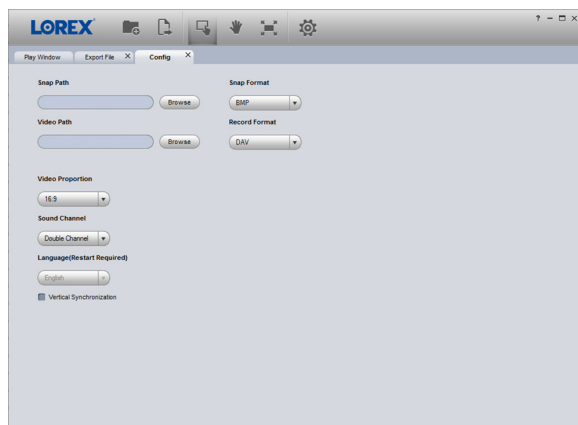 LOREX
? - □ ×
Play Window Export File X Config X
Snap Path Snap Format
Browse BMP
Video Path Record Format
Browse DAV
Video Proportion
16:9
Sound Channel
Double Channel
Language(Restart Required)
English
Vertical Synchronization